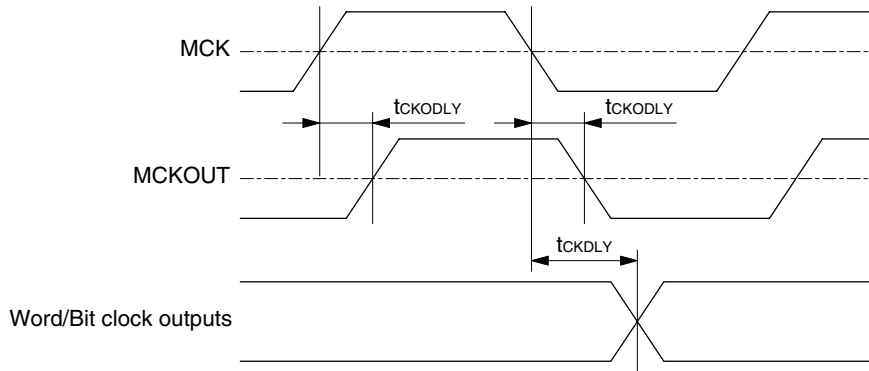 MCK
tCKODLY
tCKODLY
MCKOUT
tCKDLY
Word/Bit clock outputs